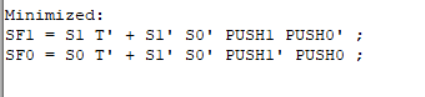 Minimized:
SF1 = S1 T' + S1' S0' PUSH1 PUSH0' ;
SF0 = S0 T' + S1' S0' PUSH1' PUSH0 ;